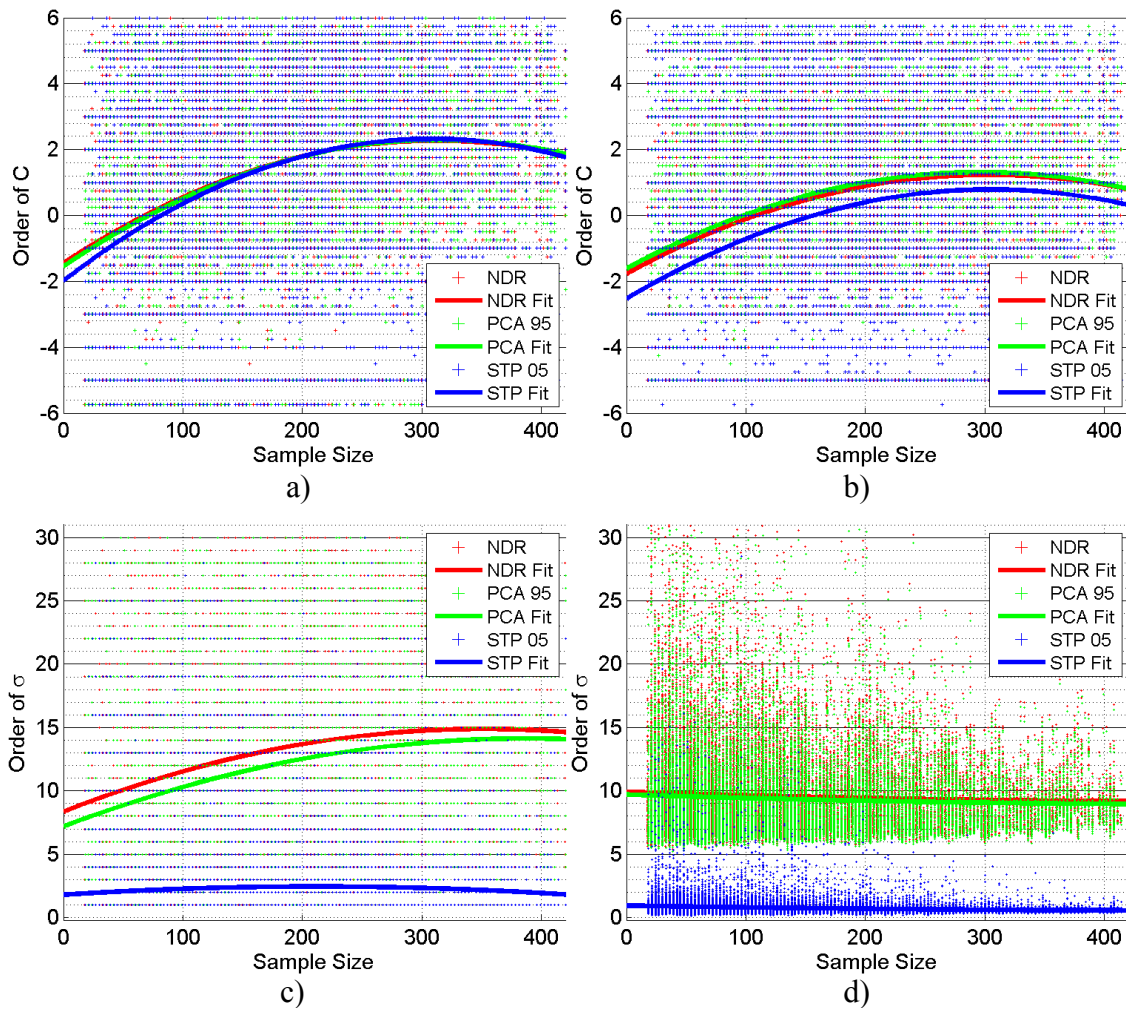 6
4
2
0
-2
-4
-6
Order of C
0 100 200 300 400
Sample Size
NDR
NDR Fit
PCA 95
PCA Fit
STP 05
STP Fit
a)
6
4
2
0
-2
-4
-6
Order of C
0 100 200 300 400
Sample Size
NDR
NDR Fit
PCA 95
PCA Fit
STP 05
STP Fit
b)
30
25
20
15
10
5
0
Order of σ
0 100 200 300 400
Sample Size
NDR
NDR Fit
PCA 95
PCA Fit
STP 05
STP Fit
c)
30
25
20
15
10
5
0
Order of σ
0 100 200 300 400
Sample Size
NDR
NDR Fit
PCA 95
PCA Fit
STP 05
STP Fit
d)